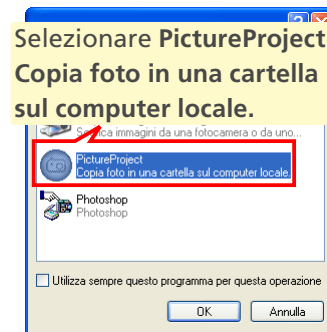 Selezionare PictureProject
Copia foto in una cartella
sul computer locale.
Scarica immagini da una fotocamera o da uno...
PictureProject
Copia foto in una cartella sul computer locale.
Photoshop
Photoshop
Utilizza sempre questo programma per questa operazione
OK Annulla